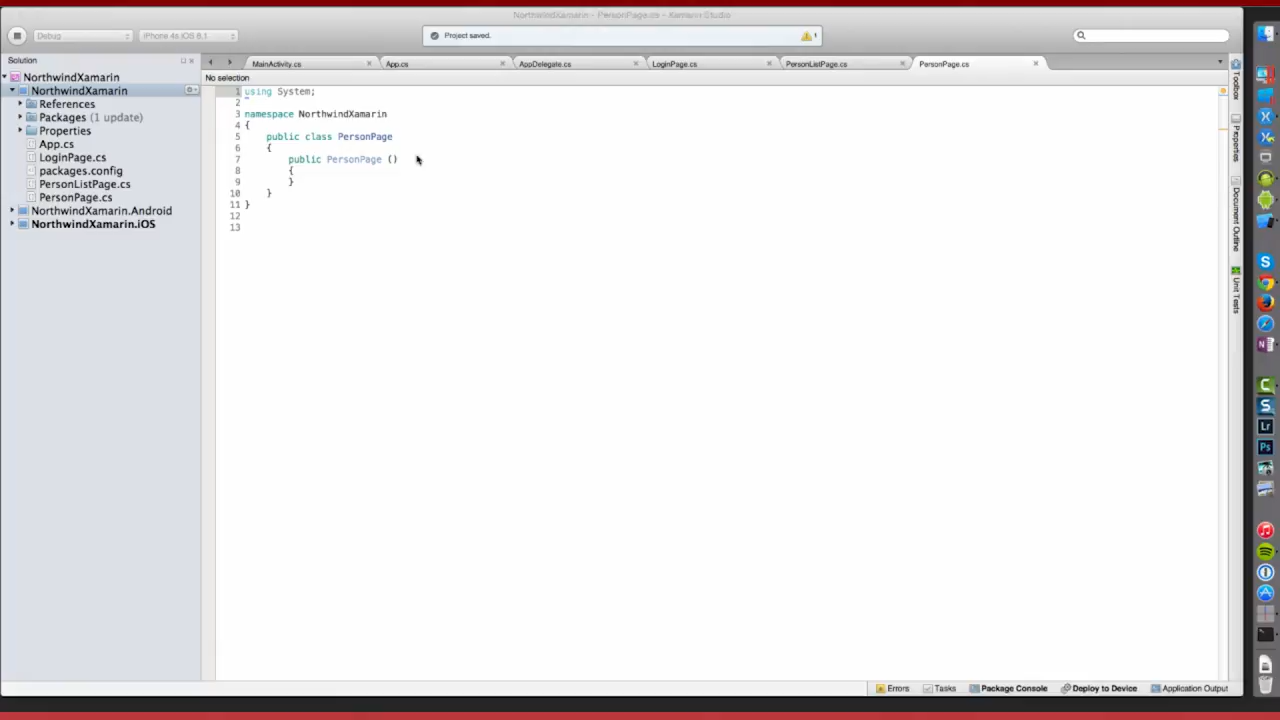 NorthwindXamarin - PersonPage.cs - Xamarin Studio
Debug
iPhone 4s iOS 8.1
Project saved.
1
Solution
MainActivity.cs
App.cs
AppDelegate.cs
LoginPage.cs
PersonListPage.cs
PersonPage.cs
No selection
NorthwindXamarin
NorthwindXamarin
References
Packages (1 update)
Properties
App.cs
LoginPage.cs
packages.config
PersonListPage.cs
PersonPage.cs
NorthwindXamarin.Android
NorthwindXamarin.iOS
1 using System;
2
3 namespace NorthwindXamarin
4 {
5 public class PersonPage
6 {
7 public PersonPage ()
8 {
9 }
10 }
11 }
12
13
Toolbox
Properties
Document Outline
Unit Tests
Errors
Tasks
Package Console
Deploy to Device
Application Output
S
N
C
S
Lr
Ps